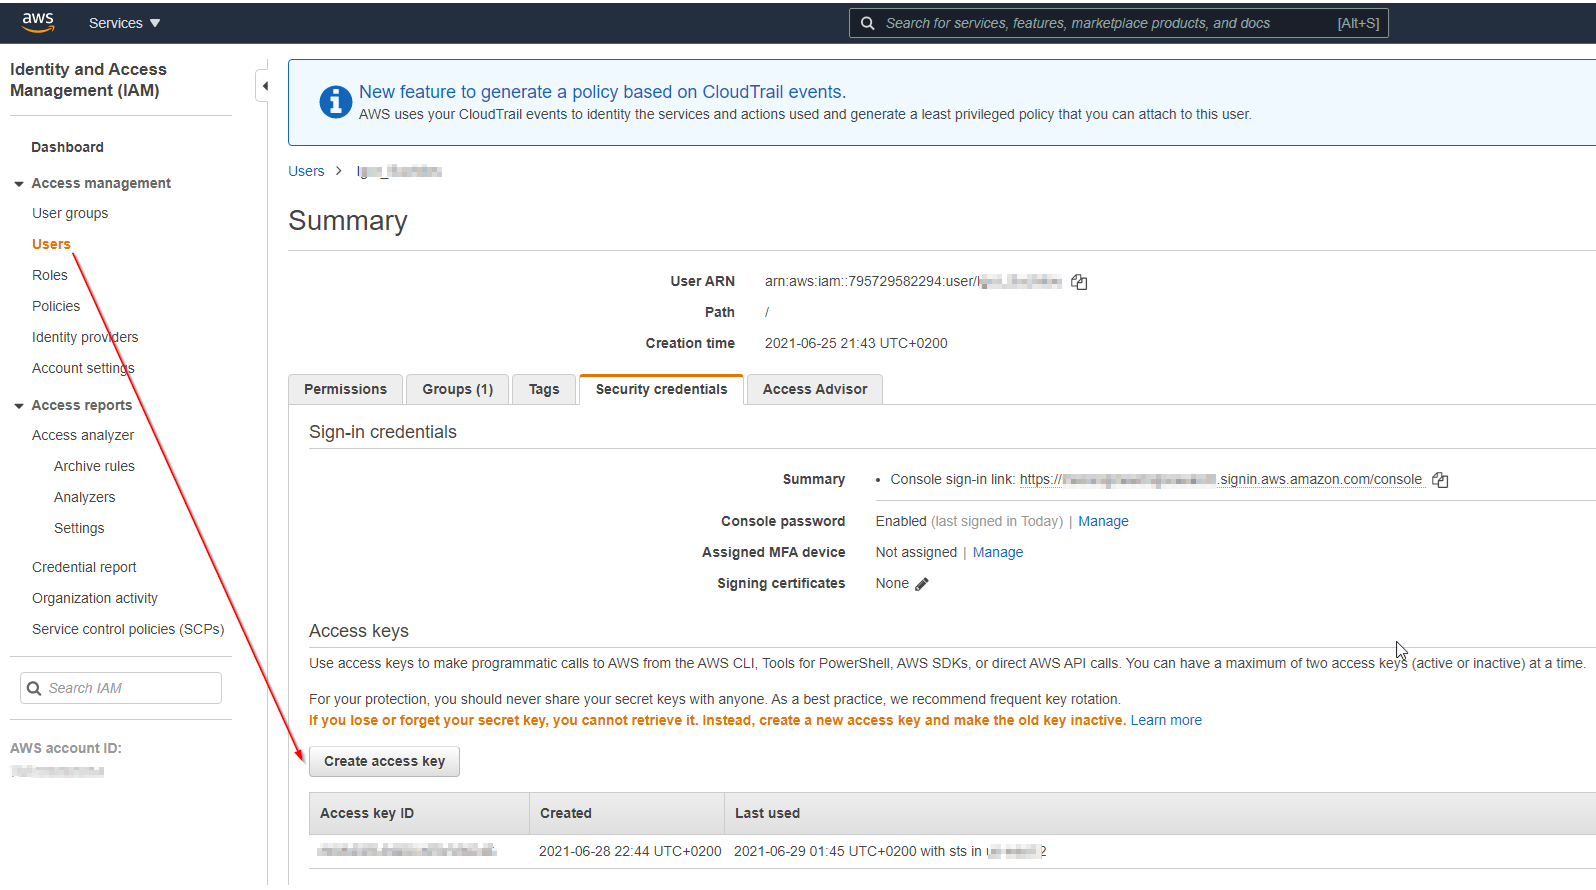 aws
Services
Search for services, features, marketplace products, and docs
[Alt+S]
Identity and Access
Management (IAM)
Dashboard
Access management
User groups
Users
Roles
Policies
Identity providers
Account settings
Access reports
Access analyzer
Archive rules
Analyzers
Settings
Credential report
Organization activity
Service control policies (SCPs)
Search IAM
AWS account ID:
New feature to generate a policy based on CloudTrail events.
AWS uses your CloudTrail events to identity the services and actions used and generate a least privileged policy that you can attach to this user.
Users >
Summary
User ARN arn:aws:iam::795729582294:user/
Path /
Creation time 2021-06-25 21:43 UTC+0200
Permissions
Groups (1)
Tags
Security credentials
Access Advisor
Sign-in credentials
Summary • Console sign-in link: https:// .signin.aws.amazon.com/console
Console password Enabled (last signed in Today) | Manage
Assigned MFA device Not assigned | Manage
Signing certificates None
Access keys
Use access keys to make programmatic calls to AWS from the AWS CLI, Tools for PowerShell, AWS SDKs, or direct AWS API calls. You can have a maximum of two access keys (active or inactive) at a time.
For your protection, you should never share your secret keys with anyone. As a best practice, we recommend frequent key rotation.
If you lose or forget your secret key, you cannot retrieve it. Instead, create a new access key and make the old key inactive. Learn more
Create access key
Access key ID Created Last used
2021-06-28 22:44 UTC+0200 2021-06-29 01:45 UTC+0200 with sts in